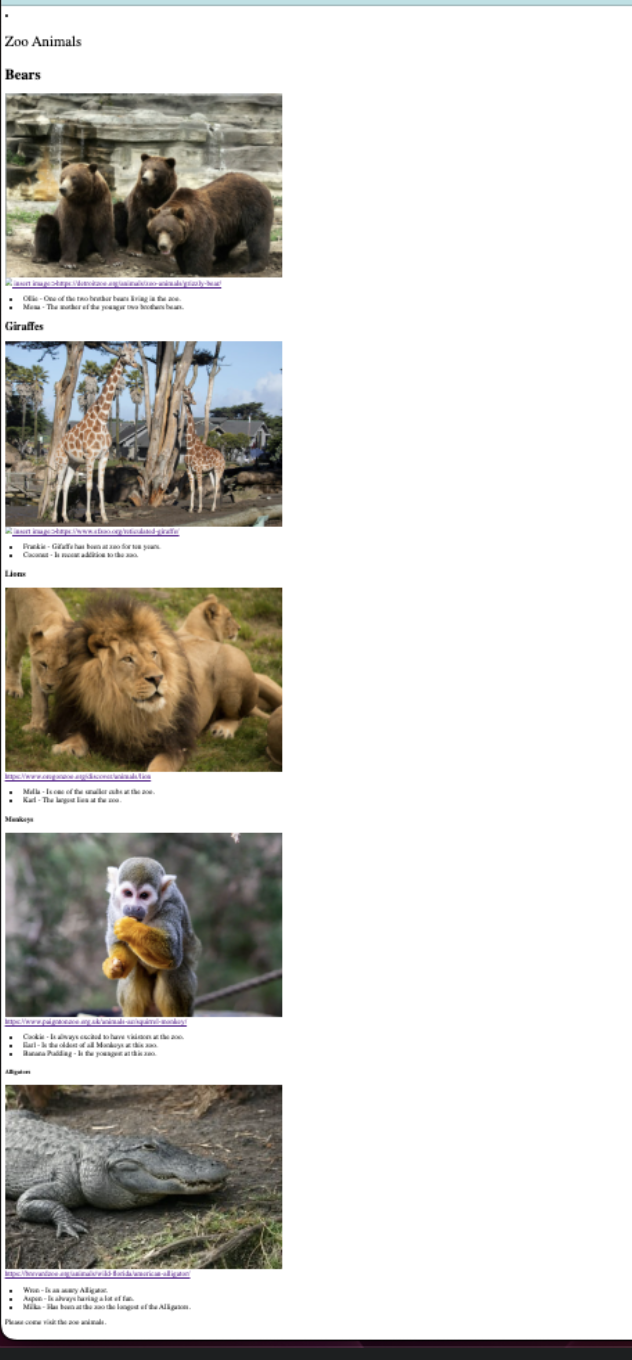 Zoo Animals
Bears
insert image:>https://detroitzoo.org/animals/zoo-animals/grizzly-bear/
Ollie - One of the two brother bears living in the zoo.
Mona - The mother of the younger two brothers bears.
Giraffes
insert image:>https://www.sfzoo.org/reticulated-giraffe/
Frankie - Giraffe has been at zoo for ten years.
Coconut - Is recent addition to the zoo.
Lions
https://www.oregonzoo.org/discover/animals/lion
Mella - Is one of the smaller cubs at the zoo.
Karl - The largest lion at the zoo.
Monkeys
https://www.paigntonzoo.org.uk/animals-az/squirrel-monkey/
Cookie - Is always excited to have visistors at the zoo.
Earl - Is the oldest of all Monkeys at this zoo.
Banana Pudding - Is the youngest at this zoo.
Alligators
https://brevardzoo.org/animals/wild-florida/american-alligator/
Wren - Is an Alligator.
Aspen - Is always having a lot of fun.
Milka - Has been at the zoo the longest of the Alligators.
Please come visit the zoo animals.